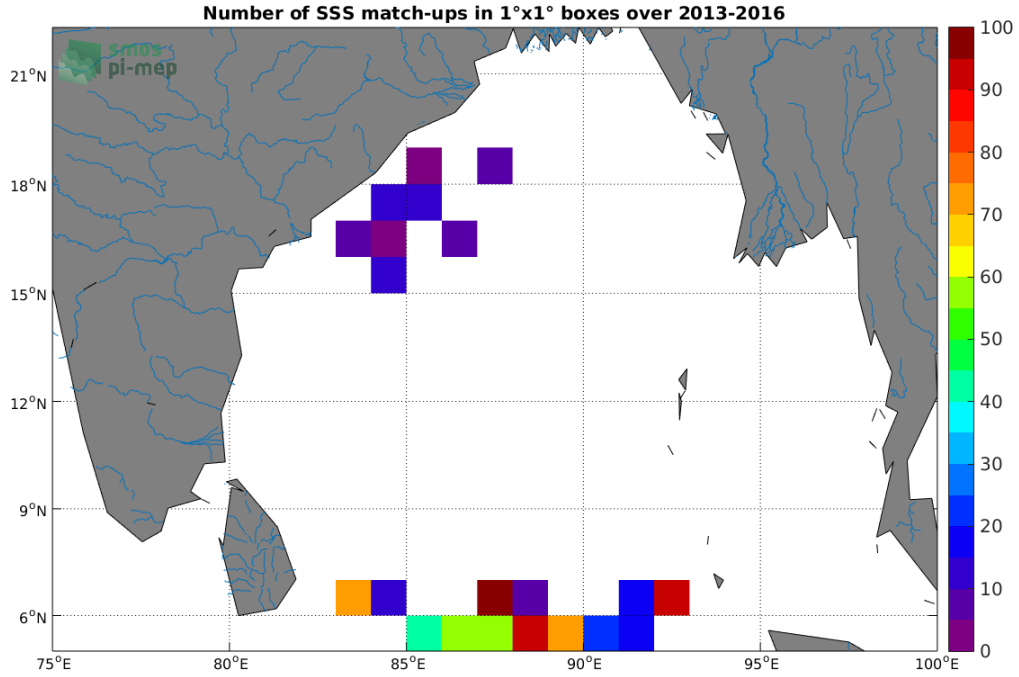 Number of SSS match-ups in 1°x1° boxes over 2013-2016
smos
pi-mep
21°N
18°N
15°N
12°N
9°N
6°N
75°E
80°E
85°E
90°E
95°E
100°E
100
90
80
70
60
50
40
30
20
10
0